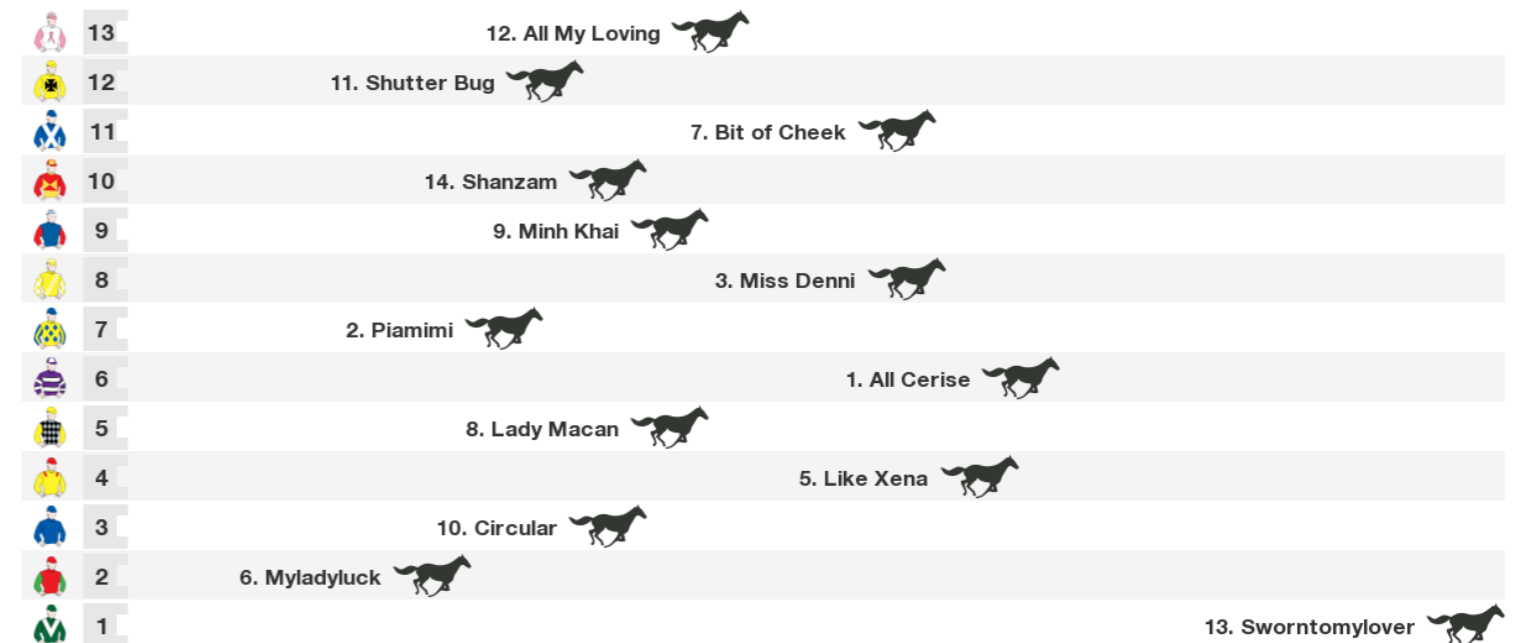 13 12. All My Loving
12 11. Shutter Bug
11 7. Bit of Cheek
10 14. Shanzam
9 9. Minh Khai
8 3. Miss Denni
7 2. Piamimi
6 1. All Cerise
5 8. Lady Macan
4 5. Like Xena
3 10. Circular
2 6. Myladyluck
1 13. Sworntomylover